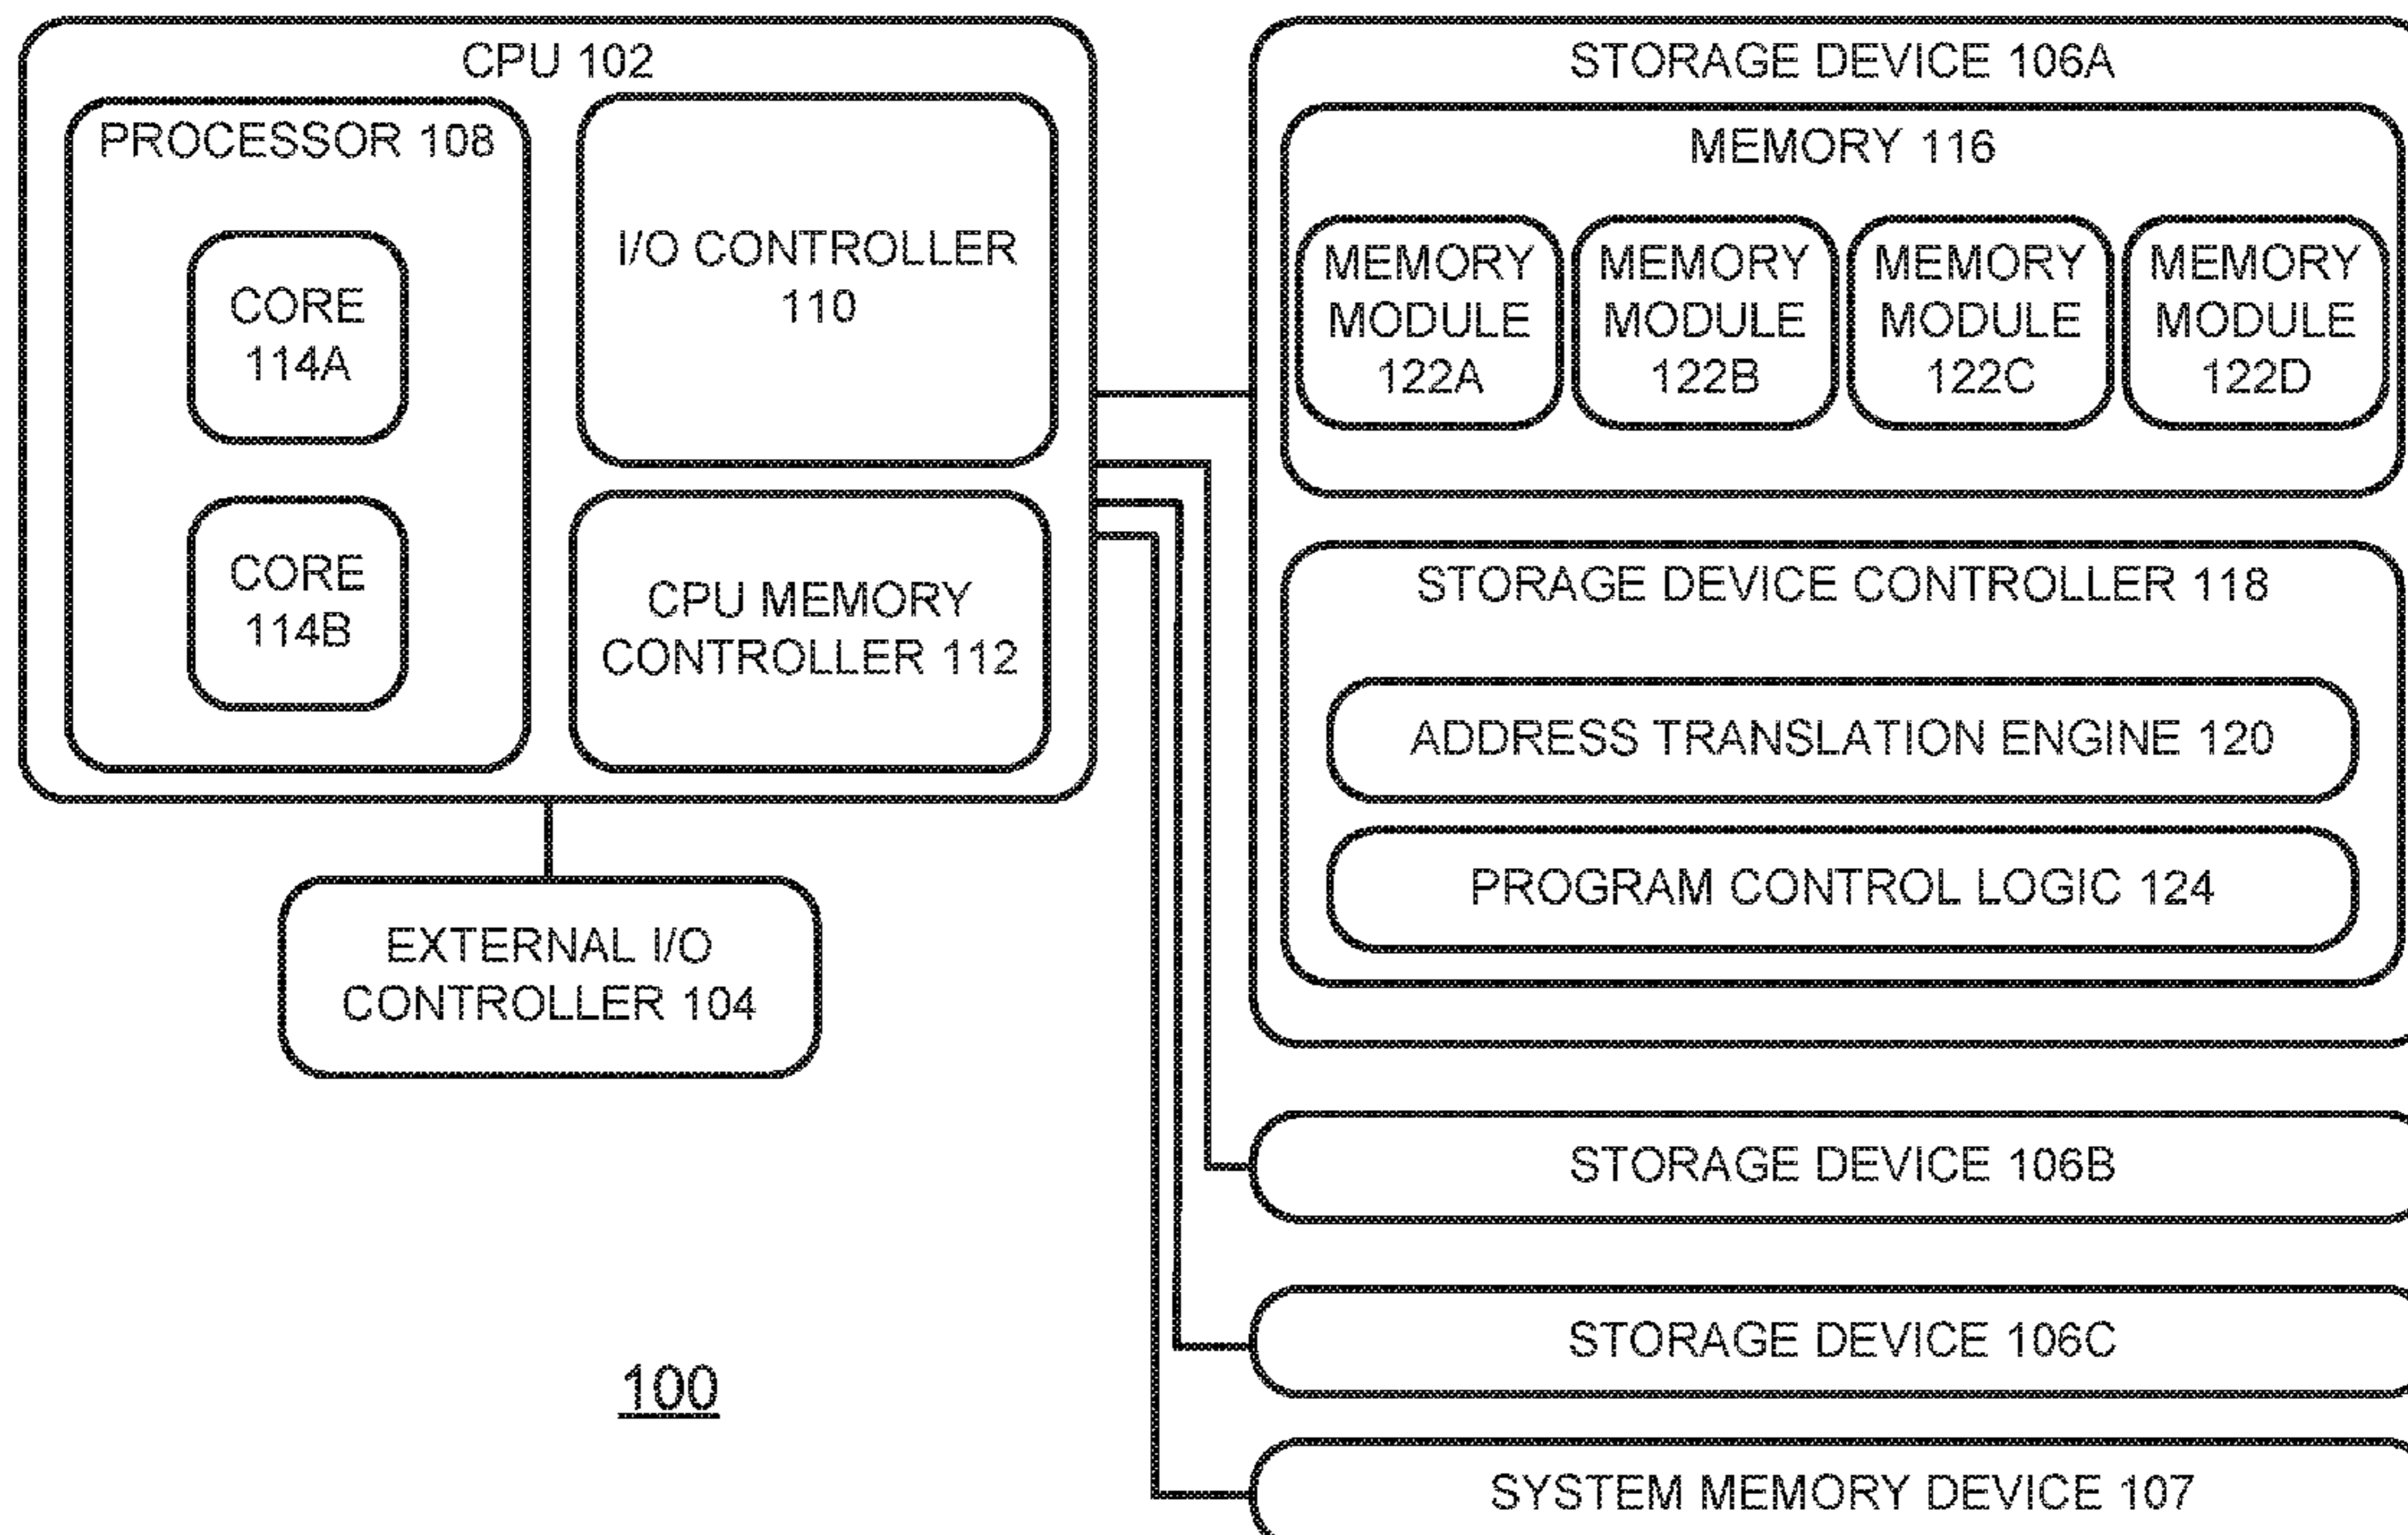 CPU 102
PROCESSOR 108
CORE
114A
CORE
114B
I/O CONTROLLER
110
CPU MEMORY
CONTROLLER 112
EXTERNAL I/O
CONTROLLER 104
100
STORAGE DEVICE 106A
MEMORY 116
MEMORY
MODULE
122A
MEMORY
MODULE
122B
MEMORY
MODULE
122C
MEMORY
MODULE
122D
STORAGE DEVICE CONTROLLER 118
ADDRESS TRANSLATION ENGINE 120
PROGRAM CONTROL LOGIC 124
STORAGE DEVICE 106B
STORAGE DEVICE 106C
SYSTEM MEMORY DEVICE 107